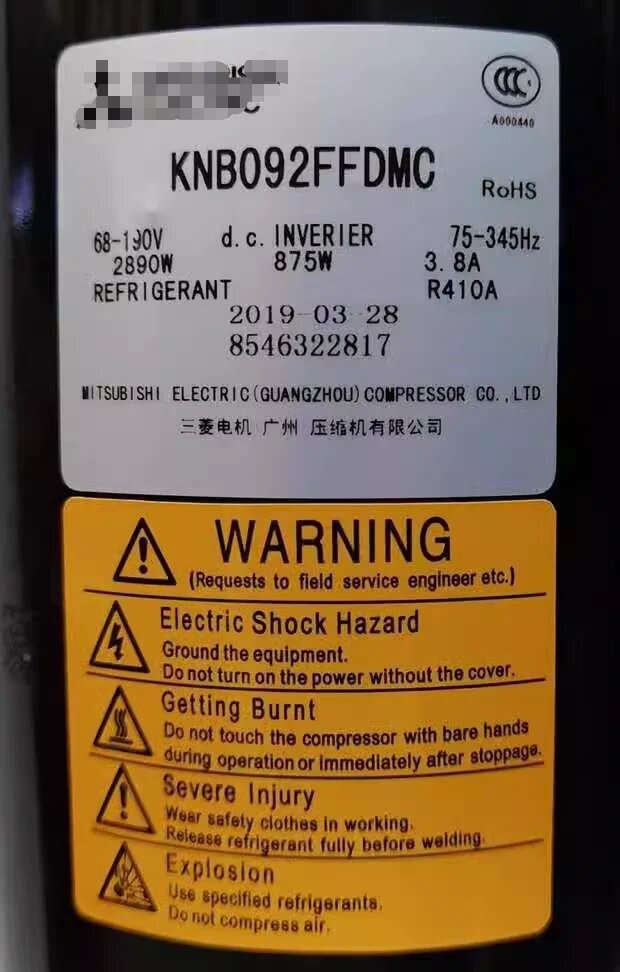 CCC
A000440
KNB092FFDMC
RoHS
68-190V d.c. INVERIER 75-345Hz
2890W 875W 3.8A
REFRIGERANT R410A
2019-03-28
8546322817
MITSUBISHI ELECTRIC(GUANGZHOU)COMPRESSOR CO.,LTD
三菱电机 广州 压缩机有限公司
WARNING
(Requests to field service engineer etc.)
Electric Shock Hazard
Ground the equipment.
Do not turn on the power without the cover.
Getting Burnt
Do not touch the compressor with bare hands
during operation or immediately after stoppage.
Severe Injury
Wear safety clothes in working.
Release refrigerant fully before welding.
Explosion
Use specified refrigerants.
Do not compress air.